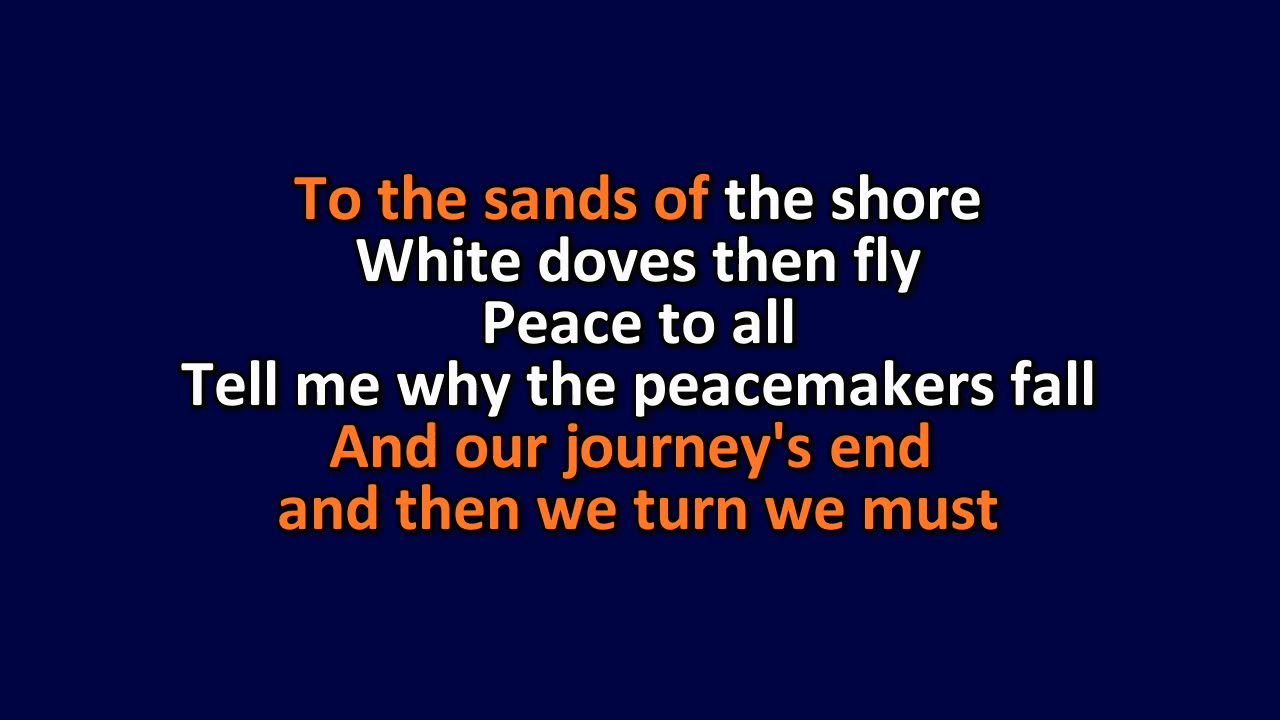 To the sands of the shore
White doves then fly
Peace to all
Tell me why the peacemakers fall
And our journey's end
and then we turn we must